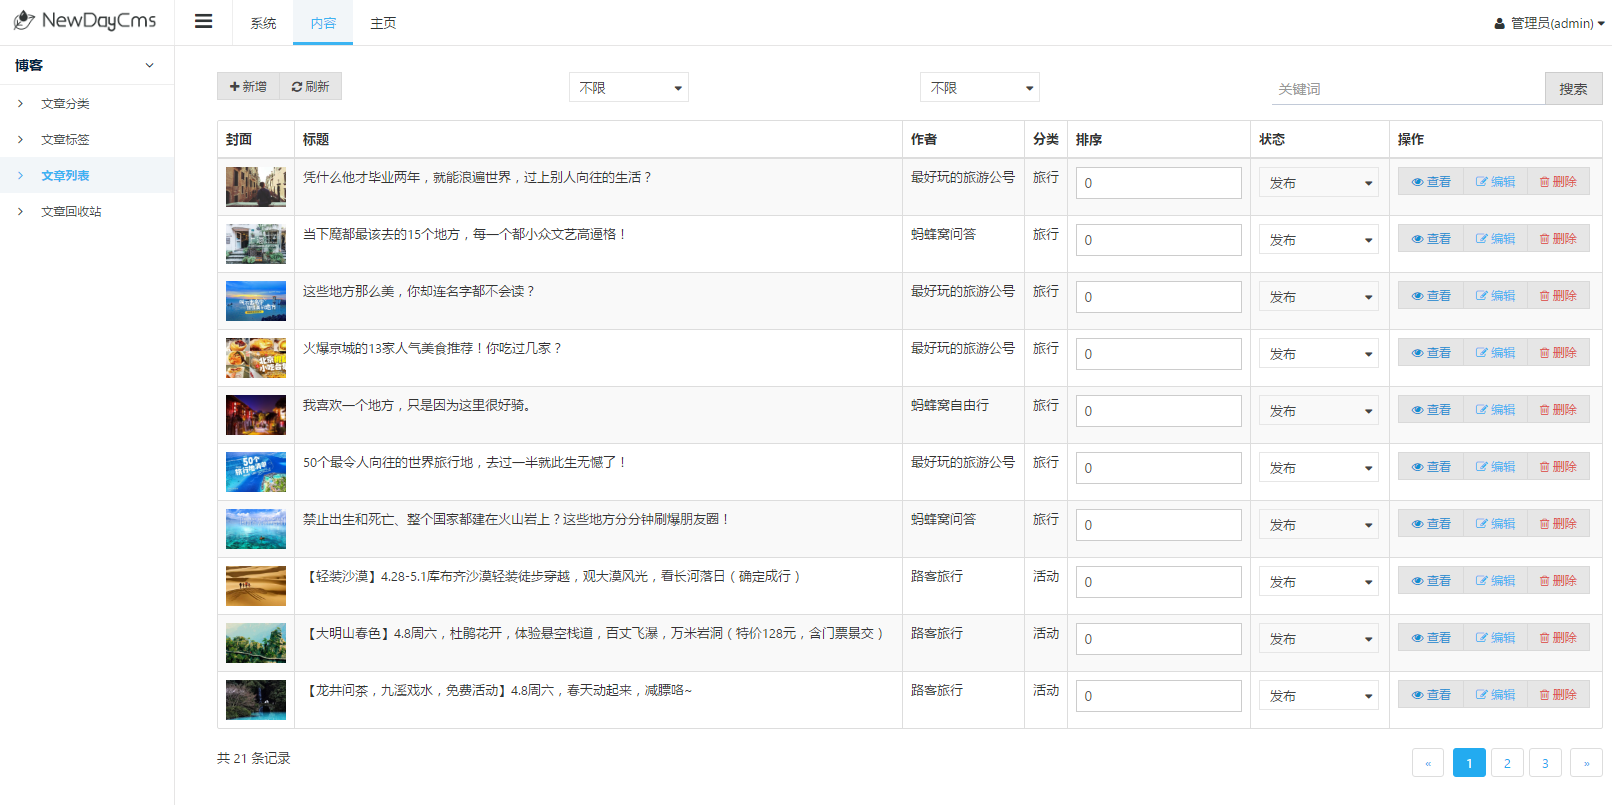 NewDayCms
系统 内容 主页
管理员(admin)
博客
文章分类
文章标签
文章列表
文章回收站
新增 刷新 不限 不限 关键词 搜索
封面 标题 作者 分类 排序 状态 操作
凭什么他才毕业两年，就能浪遍世界，过上别人向往的生活？ 最好玩的旅游公号 旅行 0 发布 查看 编辑 删除
当下魔都最该去的15个地方，每一个都小众文艺高逼格！ 蚂蜂窝问答 旅行 0 发布 查看 编辑 删除
这些地方那么美，你却连名字都不会读？ 最好玩的旅游公号 旅行 0 发布 查看 编辑 删除
火爆京城的13家人气美食推荐！你吃过几家？ 最好玩的旅游公号 旅行 0 发布 查看 编辑 删除
我喜欢一个地方，只是因为这里很好骑。 蚂蜂窝自由行 旅行 0 发布 查看 编辑 删除
50个
50个最令人向往的世界旅行地，去过一半就此生无憾了！ 最好玩的旅游公号 旅行 0 发布 查看 编辑 删除
禁止出生和死亡、整个国家都建在火山岩上？这些地方分分钟刷爆朋友圈！ 蚂蜂窝问答 旅行 0 发布 查看 编辑 删除
【轻装沙漠】4.28-5.1库布齐沙漠轻装徒步穿越，观大漠风光，看长河落日（确定成行） 路客旅行 活动 0 发布 查看 编辑 删除
【大明山春色】4.8周六，杜鹃花开，体验悬空栈道，百丈飞瀑，万米岩洞（特价128元，含门票景交） 路客旅行 活动 0 发布 查看 编辑 删除
【龙井问茶，九溪戏水，免费活动】4.8周六，春天动起来，减膘咯~ 路客旅行 活动 0 发布 查看 编辑 删除
共 21 条记录 « 1 2 3 »